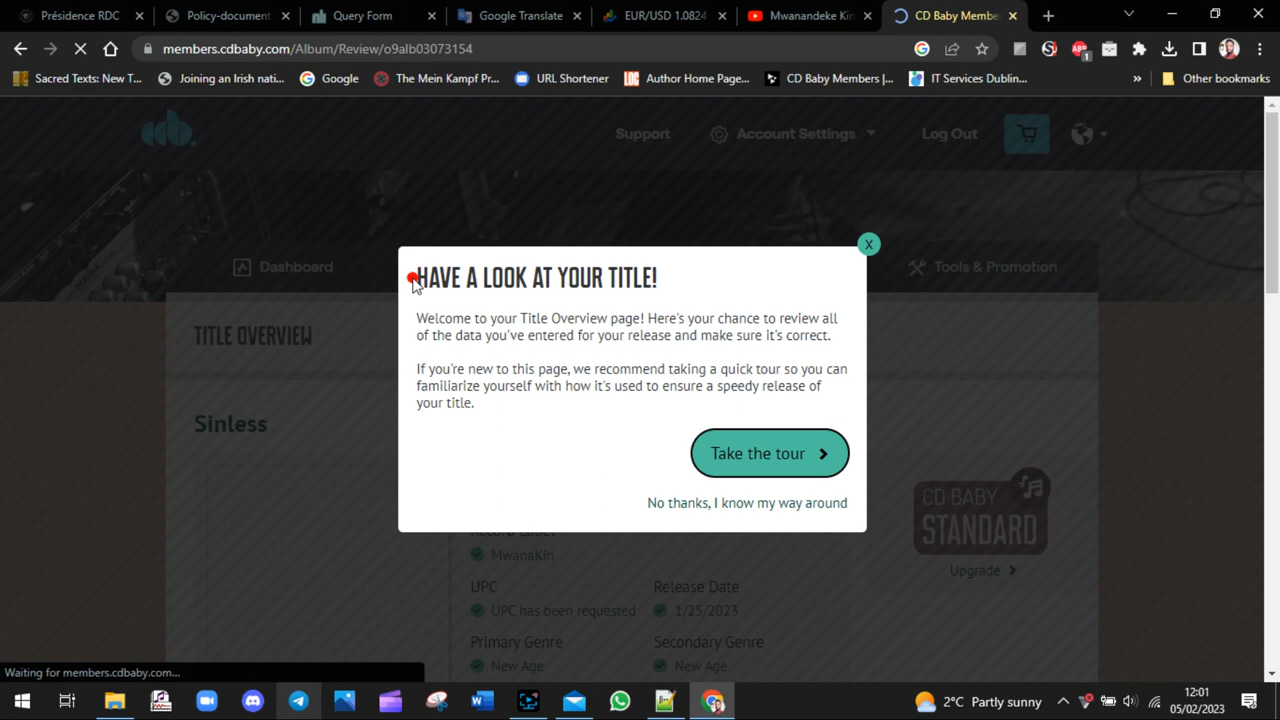 Présidence RDC
Policy-document
Query Form
Google Translate
EUR/USD 1.0824
Mwanandeke Kin
CD Baby Membe
members.cdbaby.com/Album/Review/o9alb03073154
Sacred Texts: New T...
Joining an Irish nati...
Google
The Mein Kampf Pr...
URL Shortener
Author Home Page...
CD Baby Members |...
IT Services Dublin...
»
Other bookmarks
Support
Account Settings
Log Out
Dashboard
Tools & Promotion
X
HAVE A LOOK AT YOUR TITLE!
Welcome to your Title Overview page! Here's your chance to review all
of the data you've entered for your release and make sure it's correct.
If you're new to this page, we recommend taking a quick tour so you can
familiarize yourself with how it's used to ensure a speedy release of
your title.
Take the tour
No thanks, I know my way around
TITLE OVERVIEW
Sinless
CD BABY
STANDARD
Upgrade
Record Label
MwanaKin
UPC
Release Date
UPC has been requested
1/25/2023
Primary Genre
Secondary Genre
New Age
New Age
Waiting for members.cdbaby.com...
2°C Partly sunny
12:01
05/02/2023